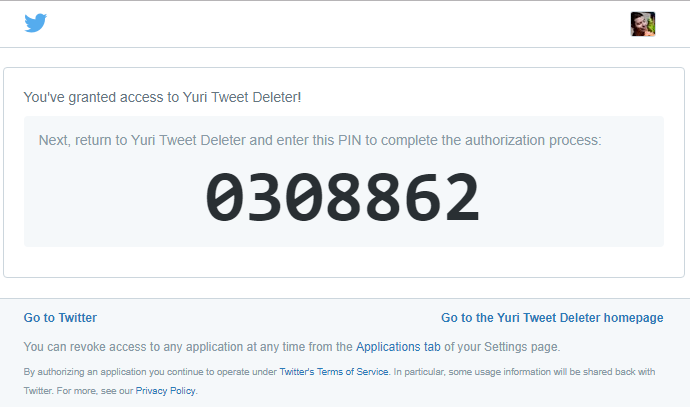 You've granted access to Yuri Tweet Deleter!
Next, return to Yuri Tweet Deleter and enter this PIN to complete the authorization process:
0308862
Go to Twitter
Go to the Yuri Tweet Deleter homepage
You can revoke access to any application at any time from the Applications tab of your Settings page.
By authorizing an application you continue to operate under Twitter's Terms of Service. In particular, some usage information will be shared back with
Twitter. For more, see our Privacy Policy.